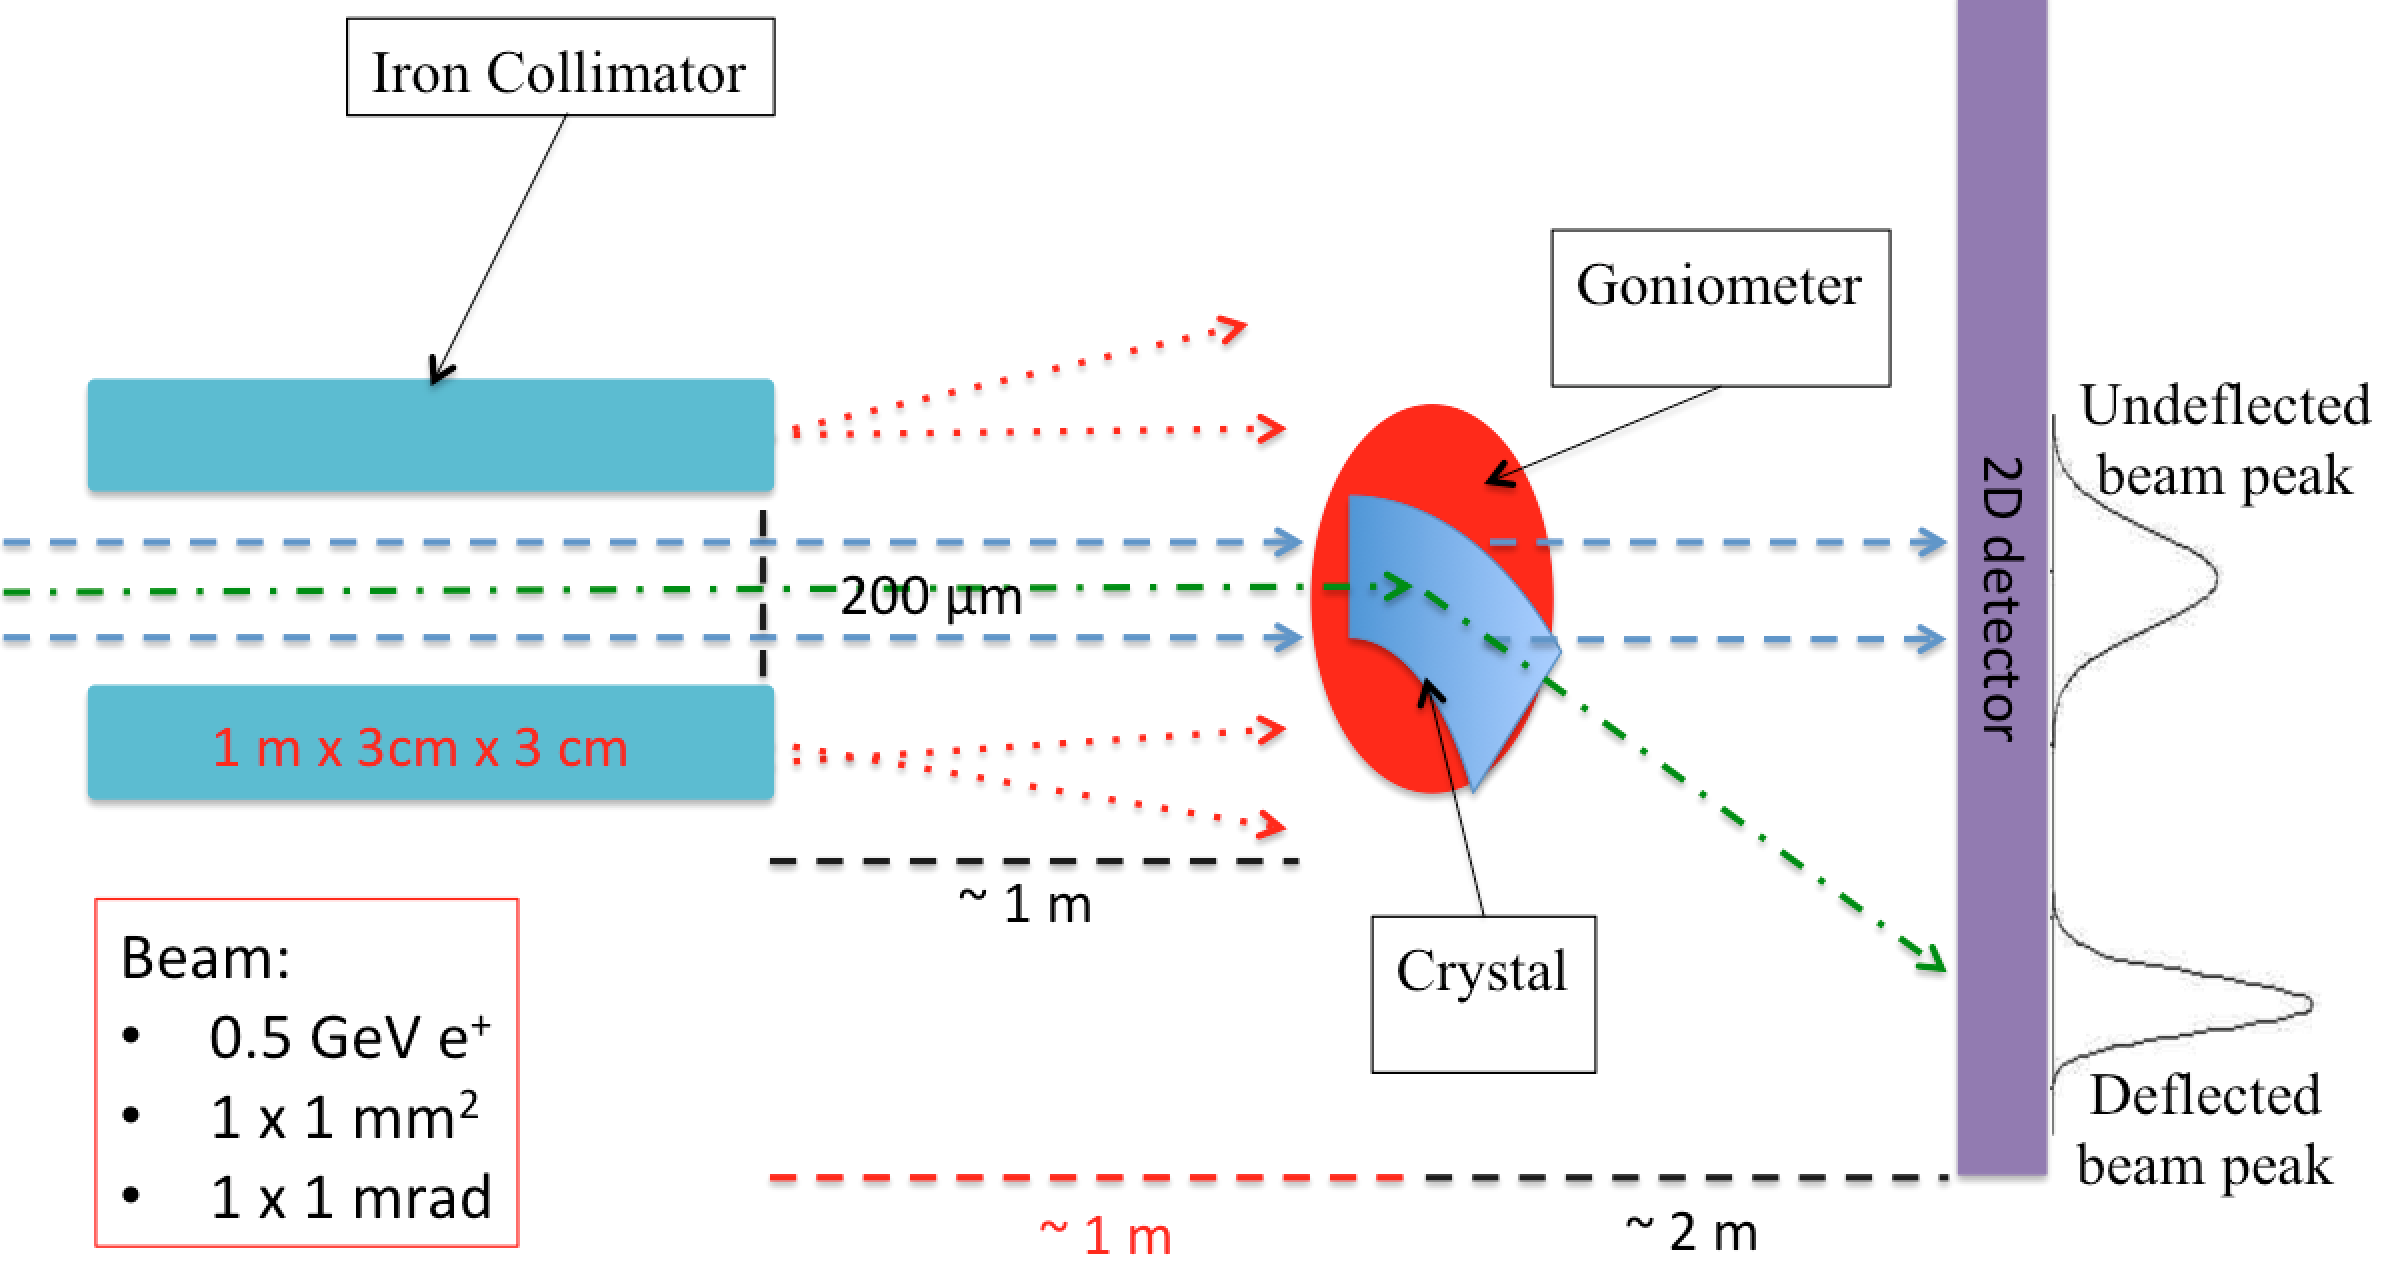 Iron Collimator
Goniometer
Undeflected
beam peak
2D detector
200 μm
1 m x 3cm x 3 cm
~ 1 m
Beam:
• 0.5 GeV e⁺
• 1 x 1 mm²
• 1 x 1 mrad
Crystal
Deflected
beam peak
~ 1 m
~ 2 m